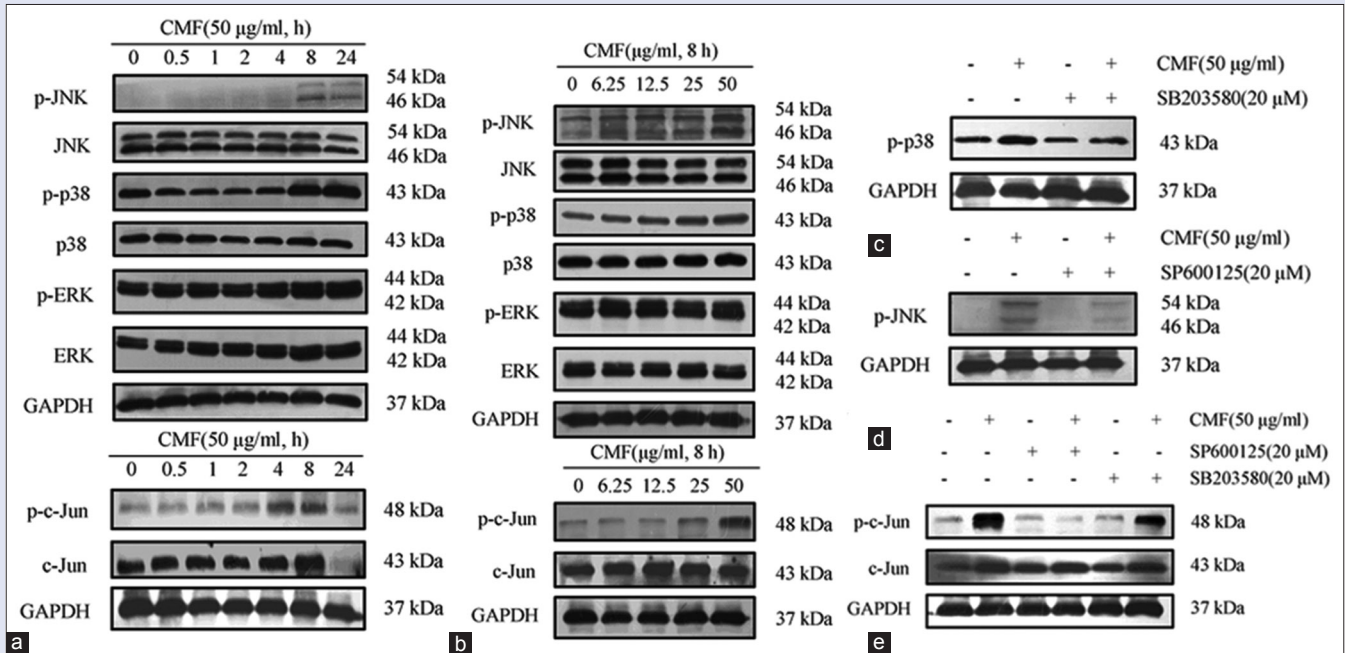 CMF(50 μg/ml, h)
0 0.5 1 2 4 8 24
p-JNK 54 kDa
46 kDa
JNK 54 kDa
46 kDa
p-p38 43 kDa
p38 43 kDa
p-ERK 44 kDa
42 kDa
ERK 44 kDa
42 kDa
GAPDH 37 kDa
CMF(50 μg/ml, h)
0 0.5 1 2 4 8 24
p-c-Jun 48 kDa
c-Jun 43 kDa
GAPDH 37 kDa
a
CMF(μg/ml, 8 h)
0 6.25 12.5 25 50
p-JNK 54 kDa
46 kDa
JNK 54 kDa
46 kDa
p-p38 43 kDa
p38 43 kDa
p-ERK 44 kDa
42 kDa
ERK 44 kDa
42 kDa
GAPDH 37 kDa
CMF(μg/ml, 8 h)
0 6.25 12.5 25 50
p-c-Jun 48 kDa
c-Jun 43 kDa
GAPDH 37 kDa
b
- + - + CMF(50 μg/ml)
- - + + SB203580(20 μM)
p-p38 43 kDa
GAPDH 37 kDa
c
- + - + CMF(50 μg/ml)
- - + + SP600125(20 μM)
p-JNK 54 kDa
46 kDa
GAPDH 37 kDa
d
- + - + - + CMF(50 μg/ml)
- - + + - - SP600125(20 μM)
- - - - + + SB203580(20 μM)
p-c-Jun 48 kDa
c-Jun 43 kDa
GAPDH 37 kDa
e